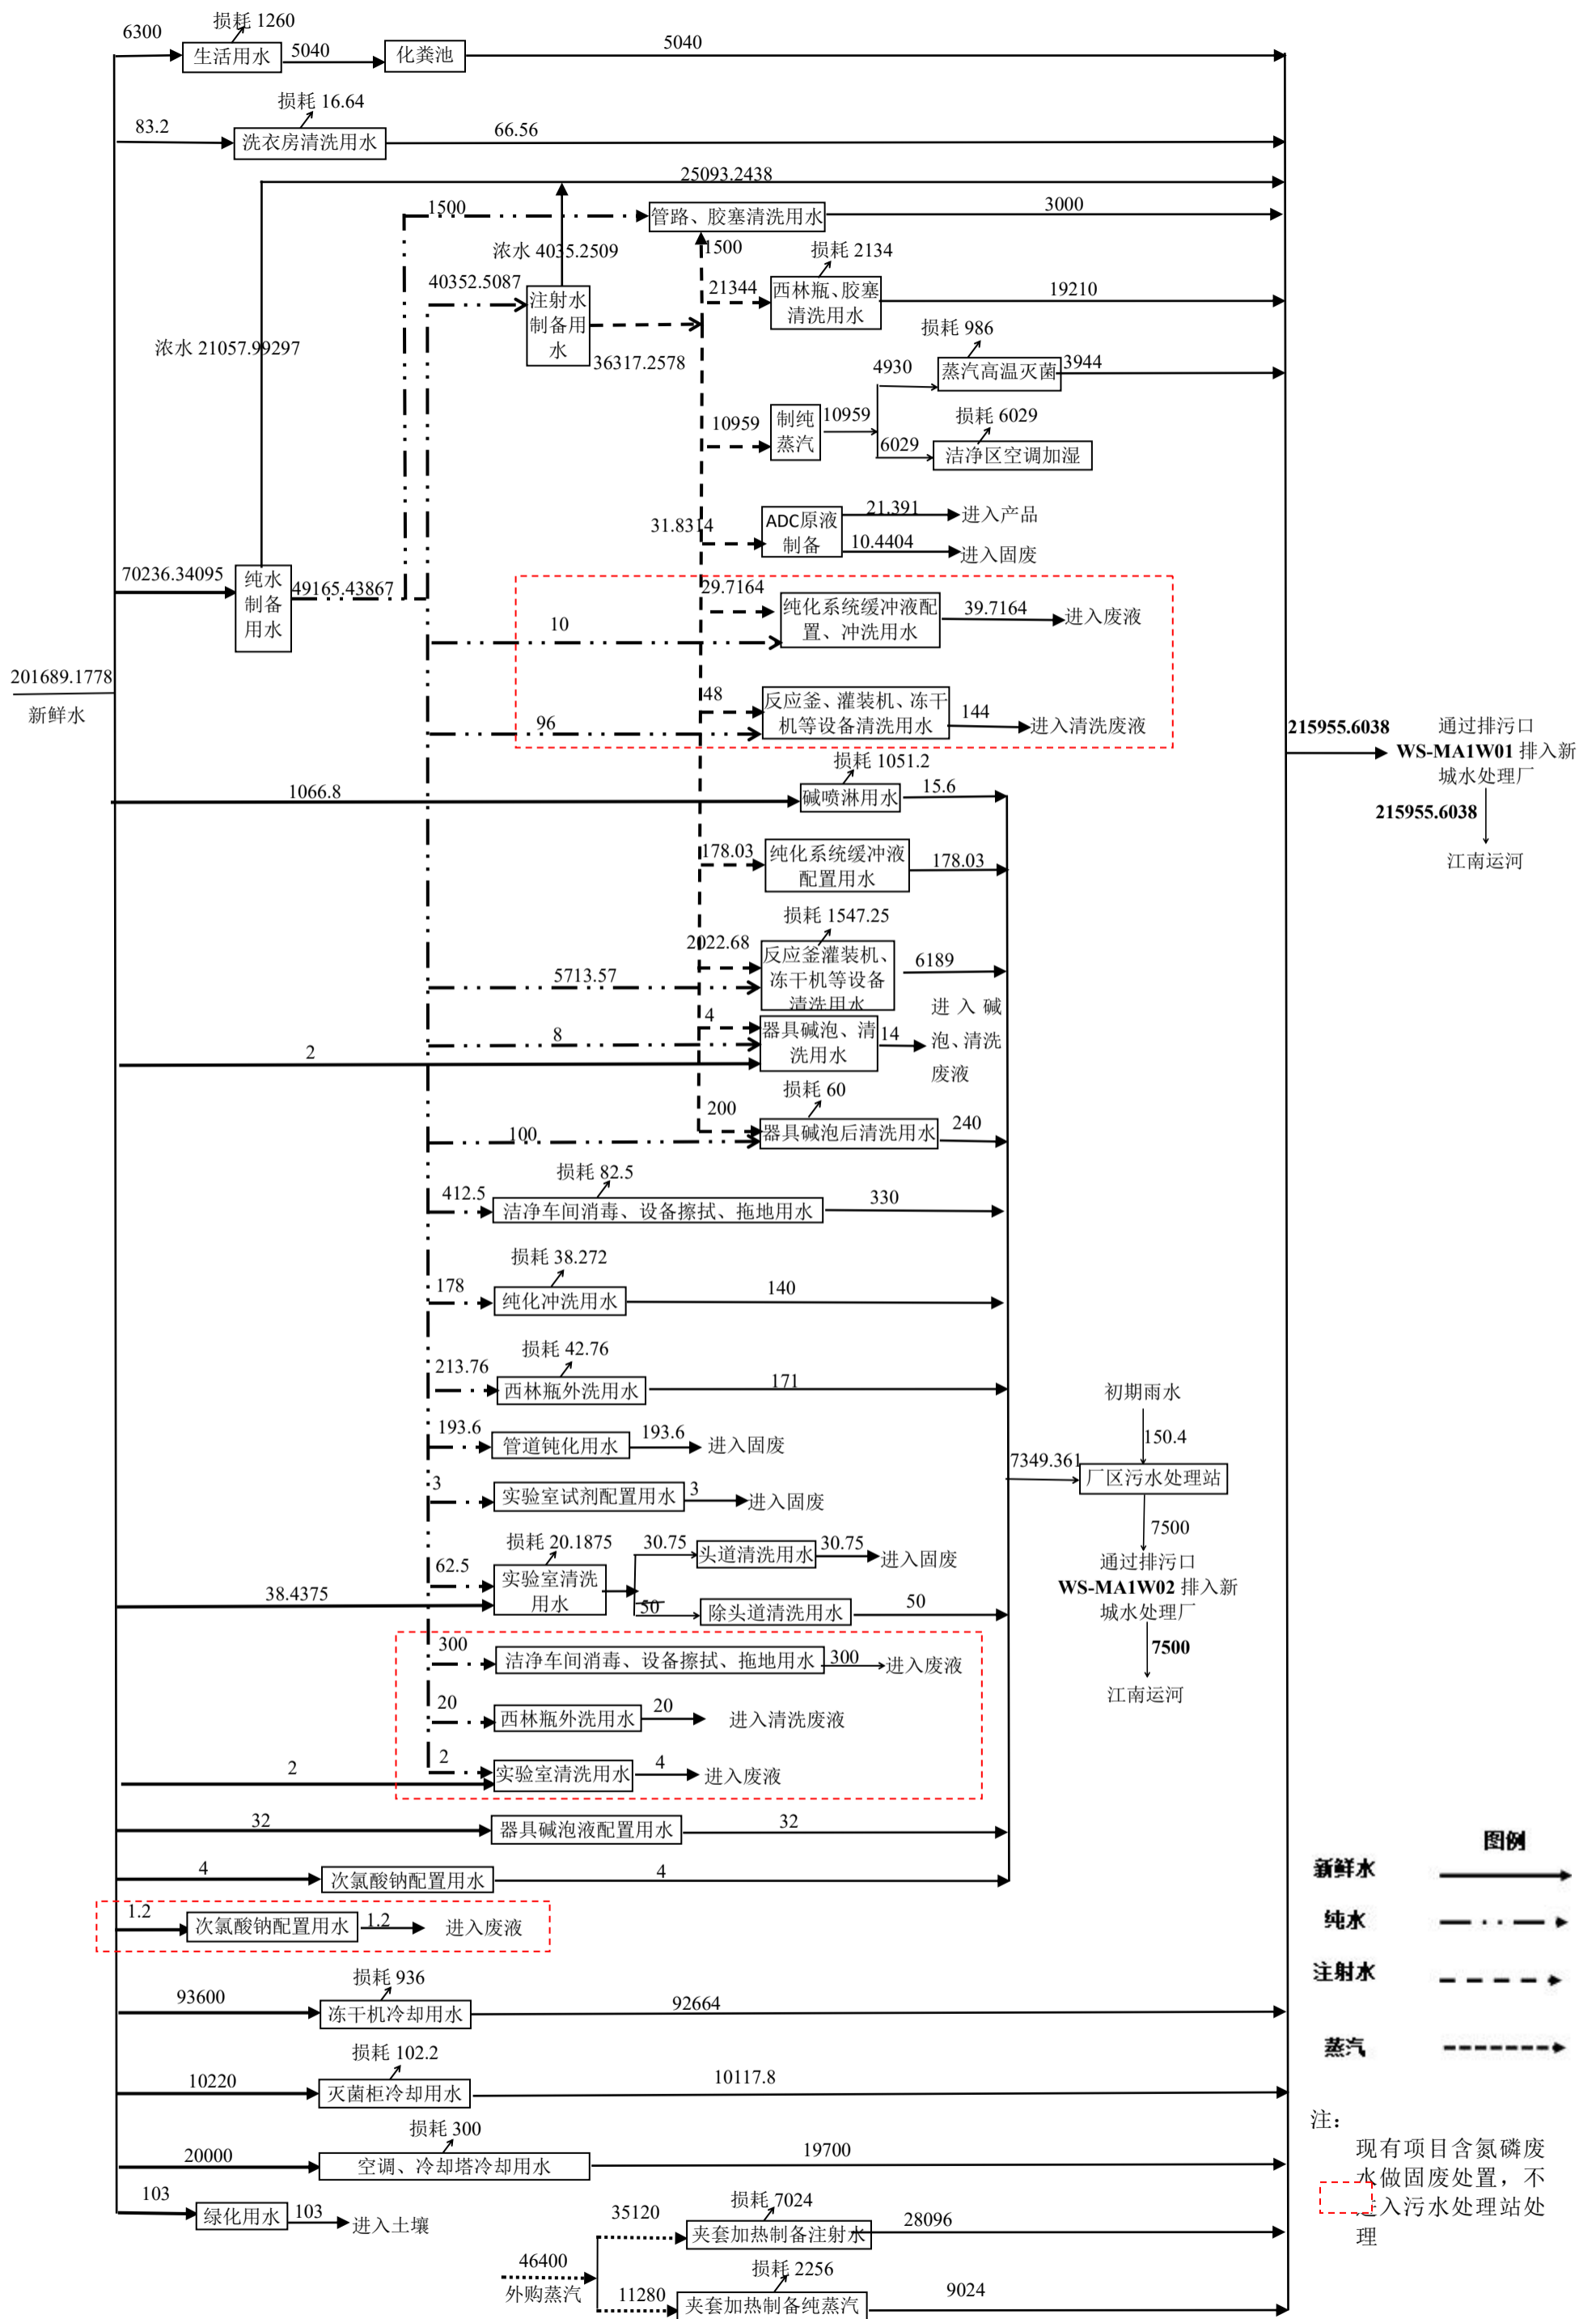 损耗 1260
6300
生活用水
5040
化粪池
5040
损耗 16.64
83.2
洗衣房清洗用水
66.56
25093.2438
1500
管路、胶塞清洗用水
3000
浓水 4035.2509
1500
损耗 2134
40352.5087
注射水
制备用
水
21344
西林瓶、胶塞
清洗用水
19210
浓水 21057.99297
36317.2578
损耗 986
4930
蒸汽高温灭菌
3944
10959
制纯
蒸汽
10959
损耗 6029
6029
洁净区空调加湿
31.8314
ADC原液
制备
21.391
进入产品
10.4404
进入固废
70236.34095
纯水
制备
用水
49165.43867
29.7164
纯化系统缓冲液配
置、冲洗用水
39.7164
进入废液
10
201689.1778
新鲜水
48
反应釜、灌装机、冻干
机等设备清洗用水
144
进入清洗废液
96
215955.6038
通过排污口
WS-MA1W01 排入新
城水处理厂
215955.6038
江南运河
损耗 1051.2
1066.8
碱喷淋用水
15.6
178.03
纯化系统缓冲液
配置用水
178.03
损耗 1547.25
2022.68
反应釜灌装机、
冻干机等设备
清洗用水
6189
5713.57
4
器具碱泡、清
洗用水
14
进入碱
泡、清洗
废液
8
2
损耗 60
200
器具碱泡后清洗用水
240
100
损耗 82.5
412.5
洁净车间消毒、设备擦拭、拖地用水
330
损耗 38.272
178
纯化冲洗用水
140
损耗 42.76
213.76
西林瓶外洗用水
171
初期雨水
150.4
193.6
管道钝化用水
193.6
进入固废
7349.361
厂区污水处理站
3
实验室试剂配置用水
3
进入固废
7500
通过排污口
WS-MA1W02 排入新
城水处理厂
7500
江南运河
损耗 20.1875
62.5
实验室清洗
用水
30.75
头道清洗用水
30.75
进入固废
38.4375
50
除头道清洗用水
50
300
洁净车间消毒、设备擦拭、拖地用水
300
进入废液
20
西林瓶外洗用水
20
进入清洗废液
2
2
实验室清洗用水
4
进入废液
32
器具碱泡液配置用水
32
4
次氯酸钠配置用水
4
1.2
次氯酸钠配置用水
1.2
进入废液
损耗 936
93600
冻干机冷却用水
92664
损耗 102.2
10220
灭菌柜冷却用水
10117.8
损耗 300
20000
空调、冷却塔冷却用水
19700
103
绿化用水
103
进入土壤
损耗 7024
35120
夹套加热制备注射水
28096
46400
外购蒸汽
损耗 2256
11280
夹套加热制备纯蒸汽
9024
图例
新鲜水
纯水
注射水
蒸汽
注：
现有项目含氮磷废
水做固废处置，不
进入污水处理站处
理